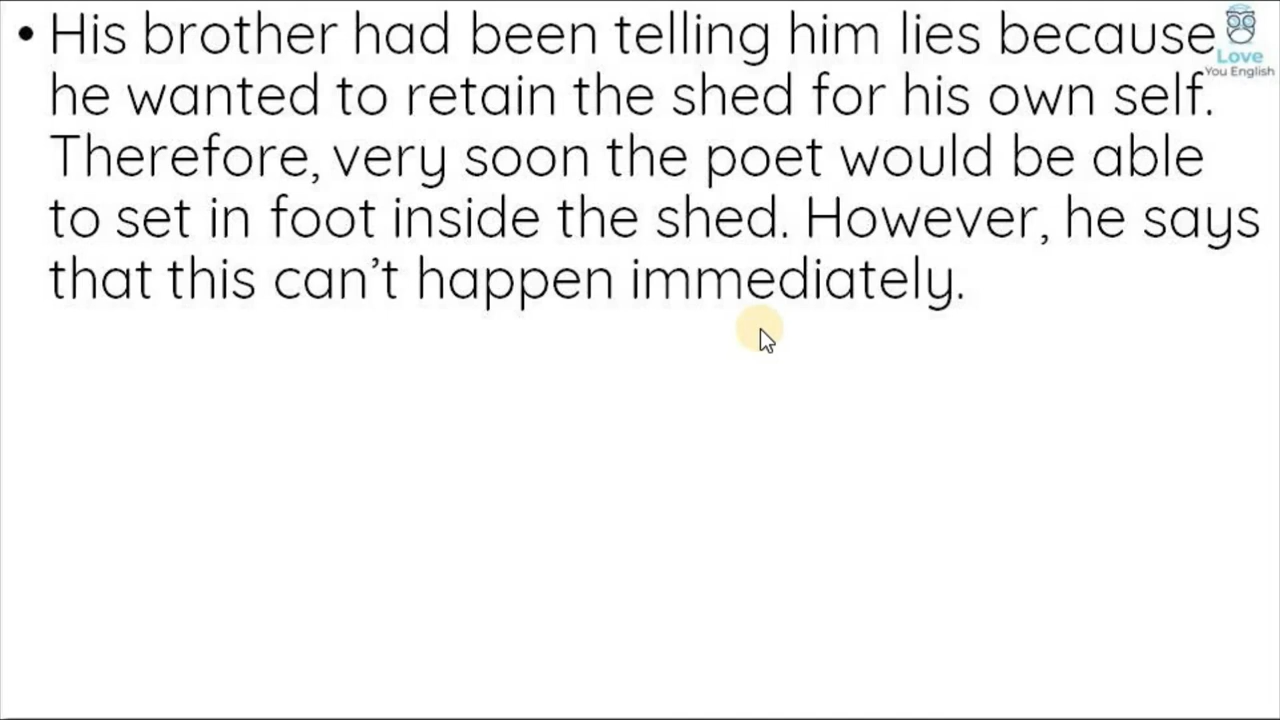 • His brother had been telling him lies because
he wanted to retain the shed for his own self.
Therefore, very soon the poet would be able
to set in foot inside the shed. However, he says
that this can't happen immediately.
Love
You English